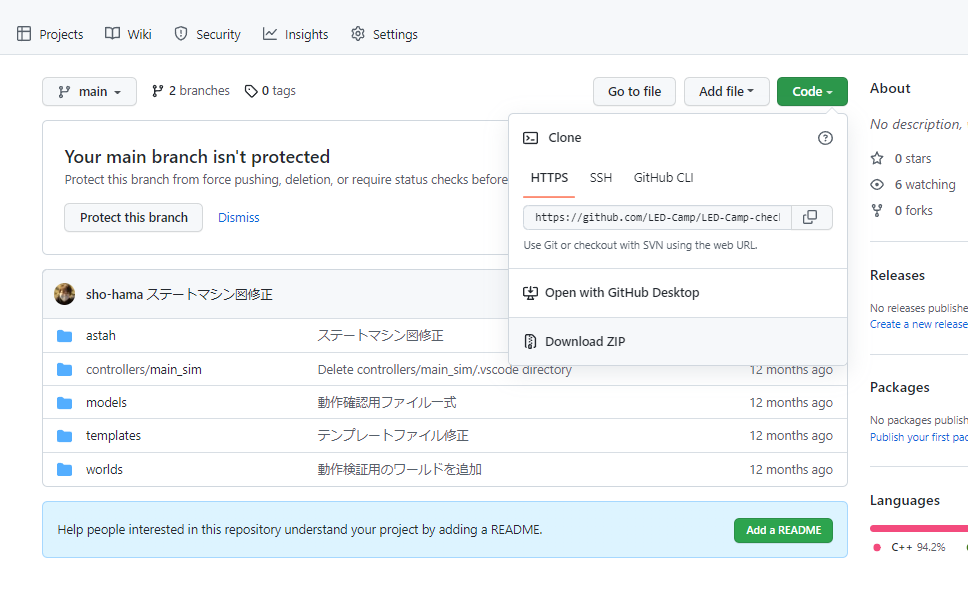 Projects Wiki Security Insights Settings
main 2 branches 0 tags Go to file Add file Code
Your main branch isn't protected
Protect this branch from force pushing, deletion, or require status checks before
Protect this branch Dismiss
Clone
HTTPS SSH GitHub CLI
https://github.com/LED-Camp/LED-Camp-chec
Use Git or checkout with SVN using the web URL.
Open with GitHub Desktop
Download ZIP
sho-hama ステートマシン図修正
astah ステートマシン図修正
controllers/main_sim Delete controllers/main_sim/.vscode directory 12 months ago
models 動作確認用ファイル一式 12 months ago
templates テンプレートファイル修正 12 months ago
worlds 動作検証用のワールドを追加 12 months ago
Help people interested in this repository understand your project by adding a README. Add a README
About
No description,
0 stars
6 watching
0 forks
Releases
No releases publishe
Create a new release
Packages
No packages publish
Publish your first pac
Languages
C++ 94.2%